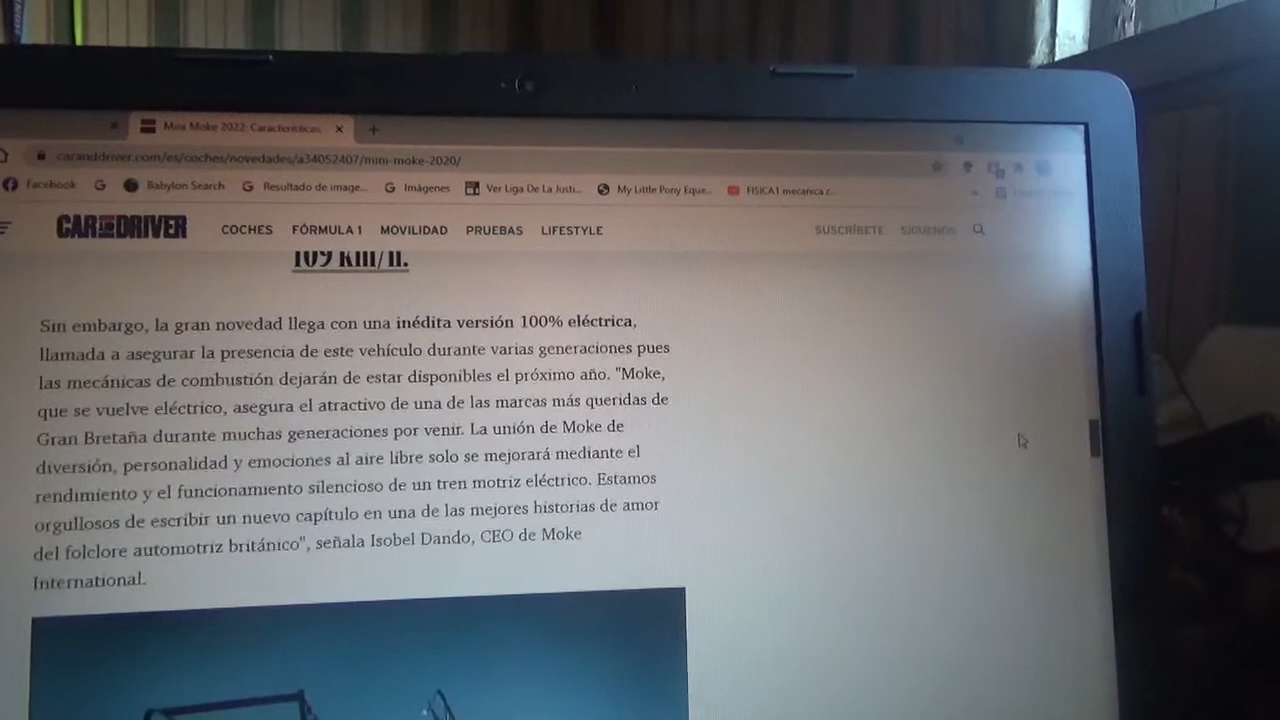 Mini Moke 2022: Características
caranddriver.com/es/coches/novedades/a34052407/mini-moke-2020/
Facebook Babylon Search Resultado de image... Imágenes Ver Liga De La Justi... My Little Pony Eque... FISICA1 mecanica c...
CAR AND DRIVER COCHES FÓRMULA 1 MOVILIDAD PRUEBAS LIFESTYLE SUSCRÍBETE SÍGUENOS
109 km/h.
Sin embargo, la gran novedad llega con una inédita versión 100% eléctrica,
llamada a asegurar la presencia de este vehículo durante varias generaciones pues
las mecánicas de combustión dejarán de estar disponibles el próximo año. "Moke,
que se vuelve eléctrico, asegura el atractivo de una de las marcas más queridas de
Gran Bretaña durante muchas generaciones por venir. La unión de Moke de
diversión, personalidad y emociones al aire libre solo se mejorará mediante el
rendimiento y el funcionamiento silencioso de un tren motriz eléctrico. Estamos
orgullosos de escribir un nuevo capítulo en una de las mejores historias de amor
del folclore automotriz británico", señala Isobel Dando, CEO de Moke
International.